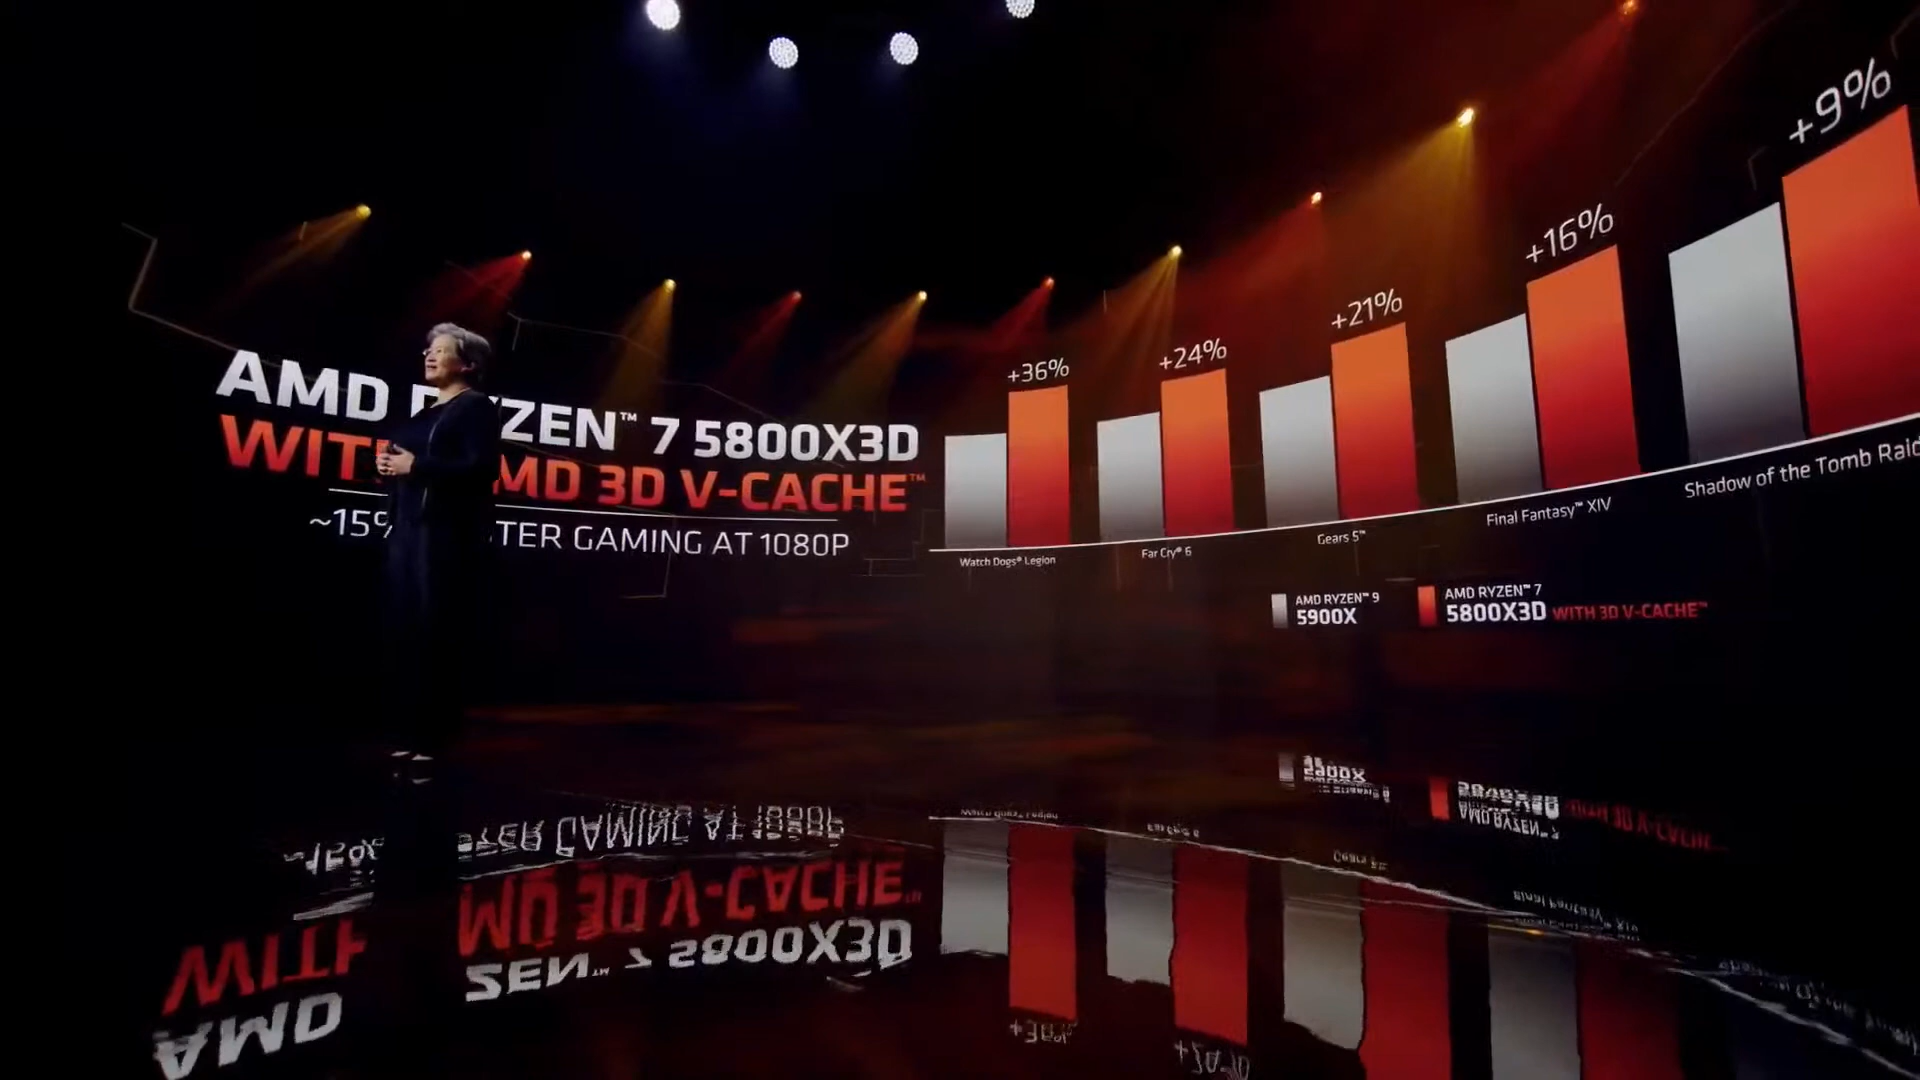 AMD ZEN™ 7 5800X3D
WIT MD 3D V-CACHE™
~15% TER GAMING AT 1080P
+36%
+24%
+21%
+16%
+9%
Watch Dogs® Legion
Far Cry® 6
Gears 5™
Final Fantasy™ XIV
Shadow of the Tomb Raid
AMD RYZEN™ 9
5900X
AMD RYZEN™ 7
5800X3D WITH 3D V-CACHE™